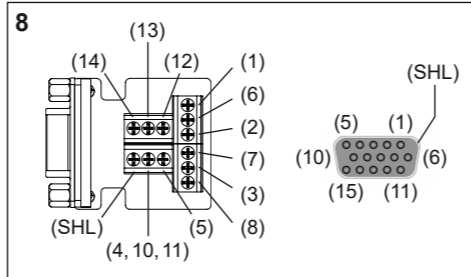 8
(13)
(14) (12) (1)
(6)
(2)
(7)
(3)
(8)
(SHL) (5)
(4, 10, 11)
(SHL)
(5) (1)
(10) (6)
(15) (11)